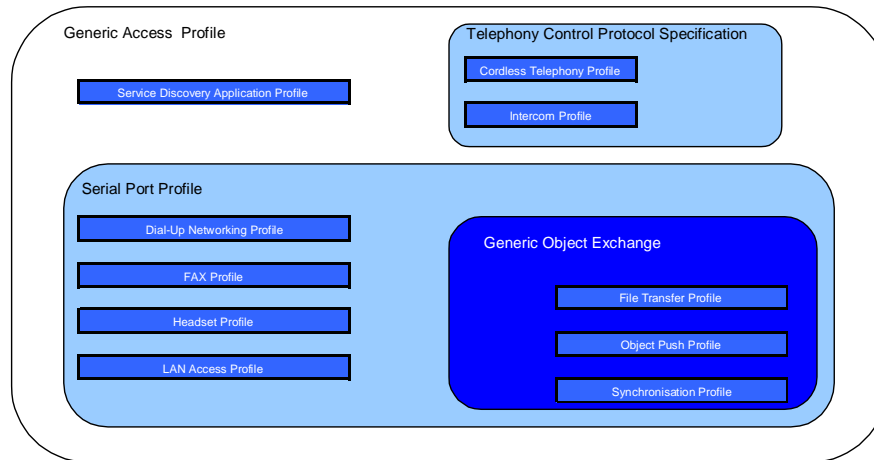 Generic Access Profile
Telephony Control Protocol Specification
Cordless Telephony Profile
Service Discovery Application Profile
Intercom Profile
Serial Port Profile
Dial-Up Networking Profile
Generic Object Exchange
FAX Profile
File Transfer Profile
Headset Profile
Object Push Profile
LAN Access Profile
Synchronisation Profile